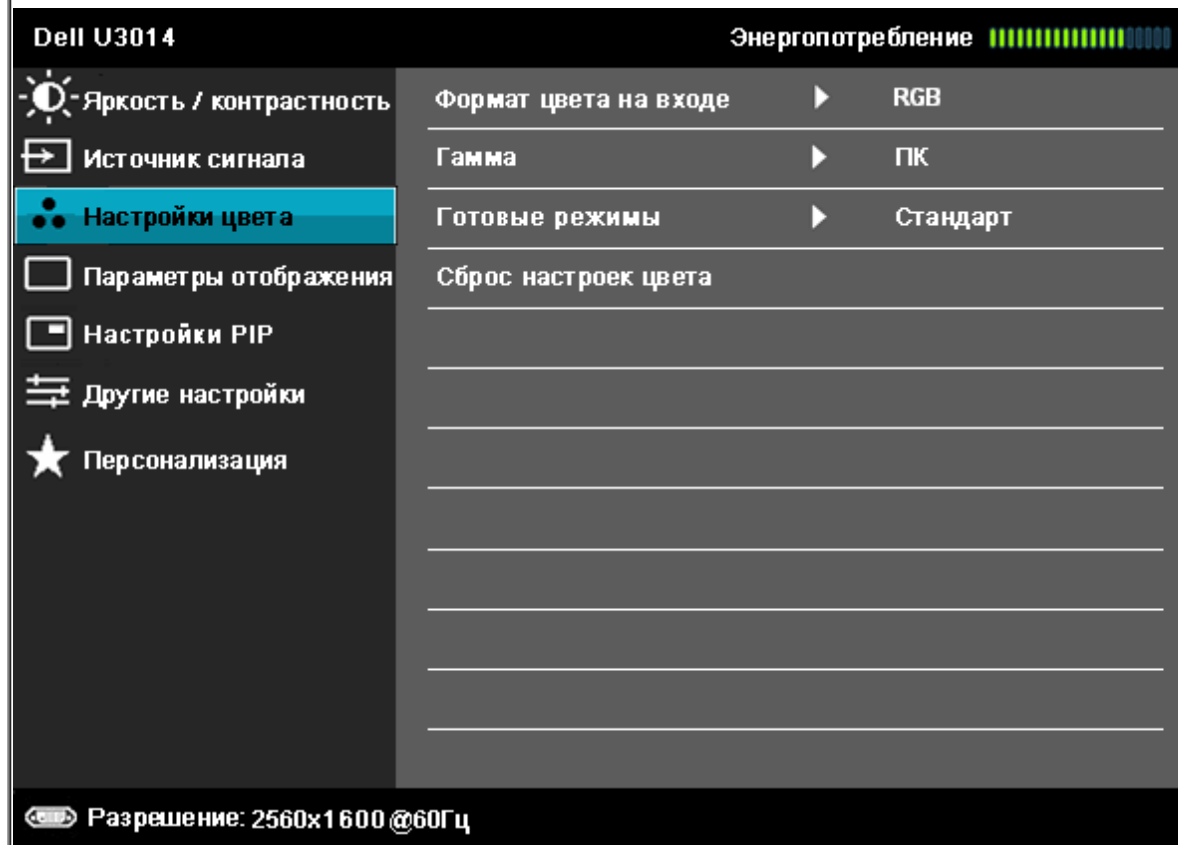 Dell U3014 Энергопотребление
Яркость / контрастность
Формат цвета на входе RGB
Источник сигнала
Гамма ПК
Настройки цвета
Готовые режимы Стандарт
Параметры отображения
Сброс настроек цвета
Настройки PIP
Другие настройки
Персонализация
Разрешение: 2560x1600 @60Гц